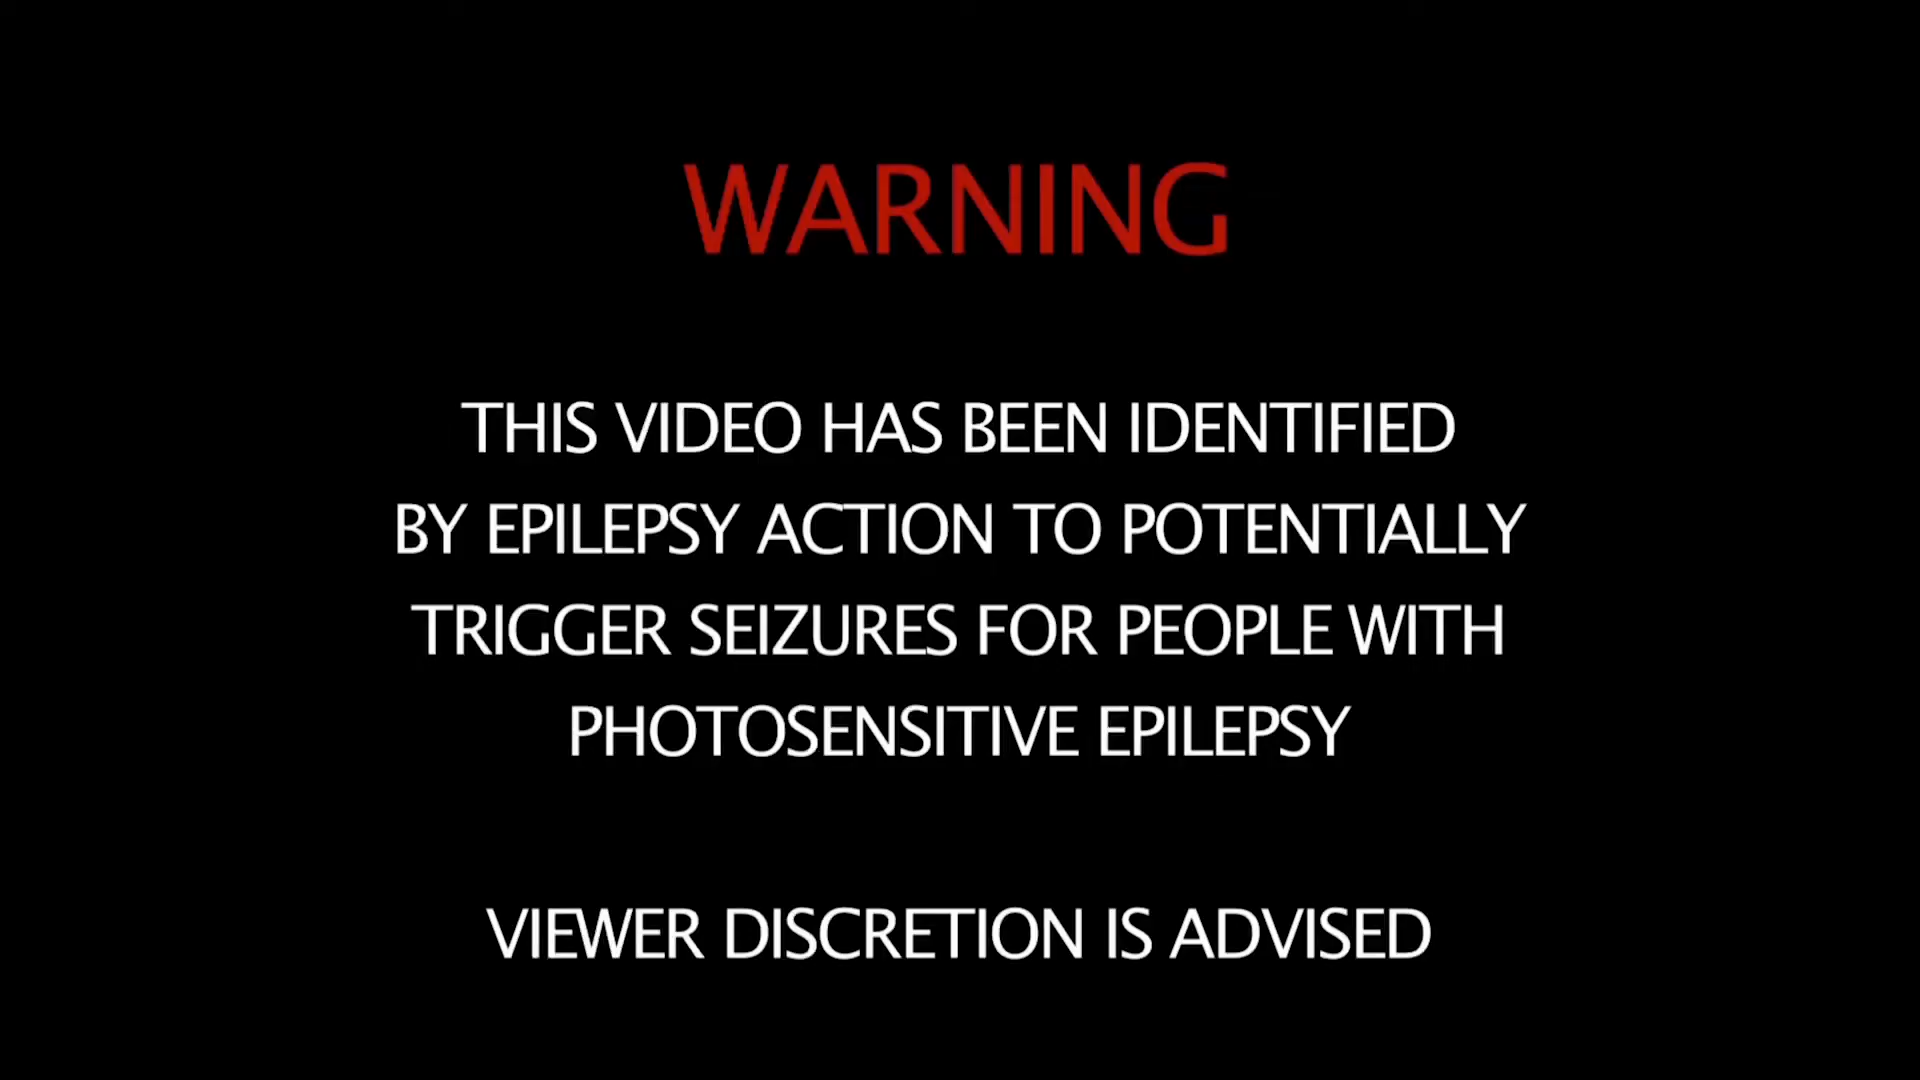 WARNING
THIS VIDEO HAS BEEN IDENTIFIED
BY EPILEPSY ACTION TO POTENTIALLY
TRIGGER SEIZURES FOR PEOPLE WITH
PHOTOSENSITIVE EPILEPSY
VIEWER DISCRETION IS ADVISED